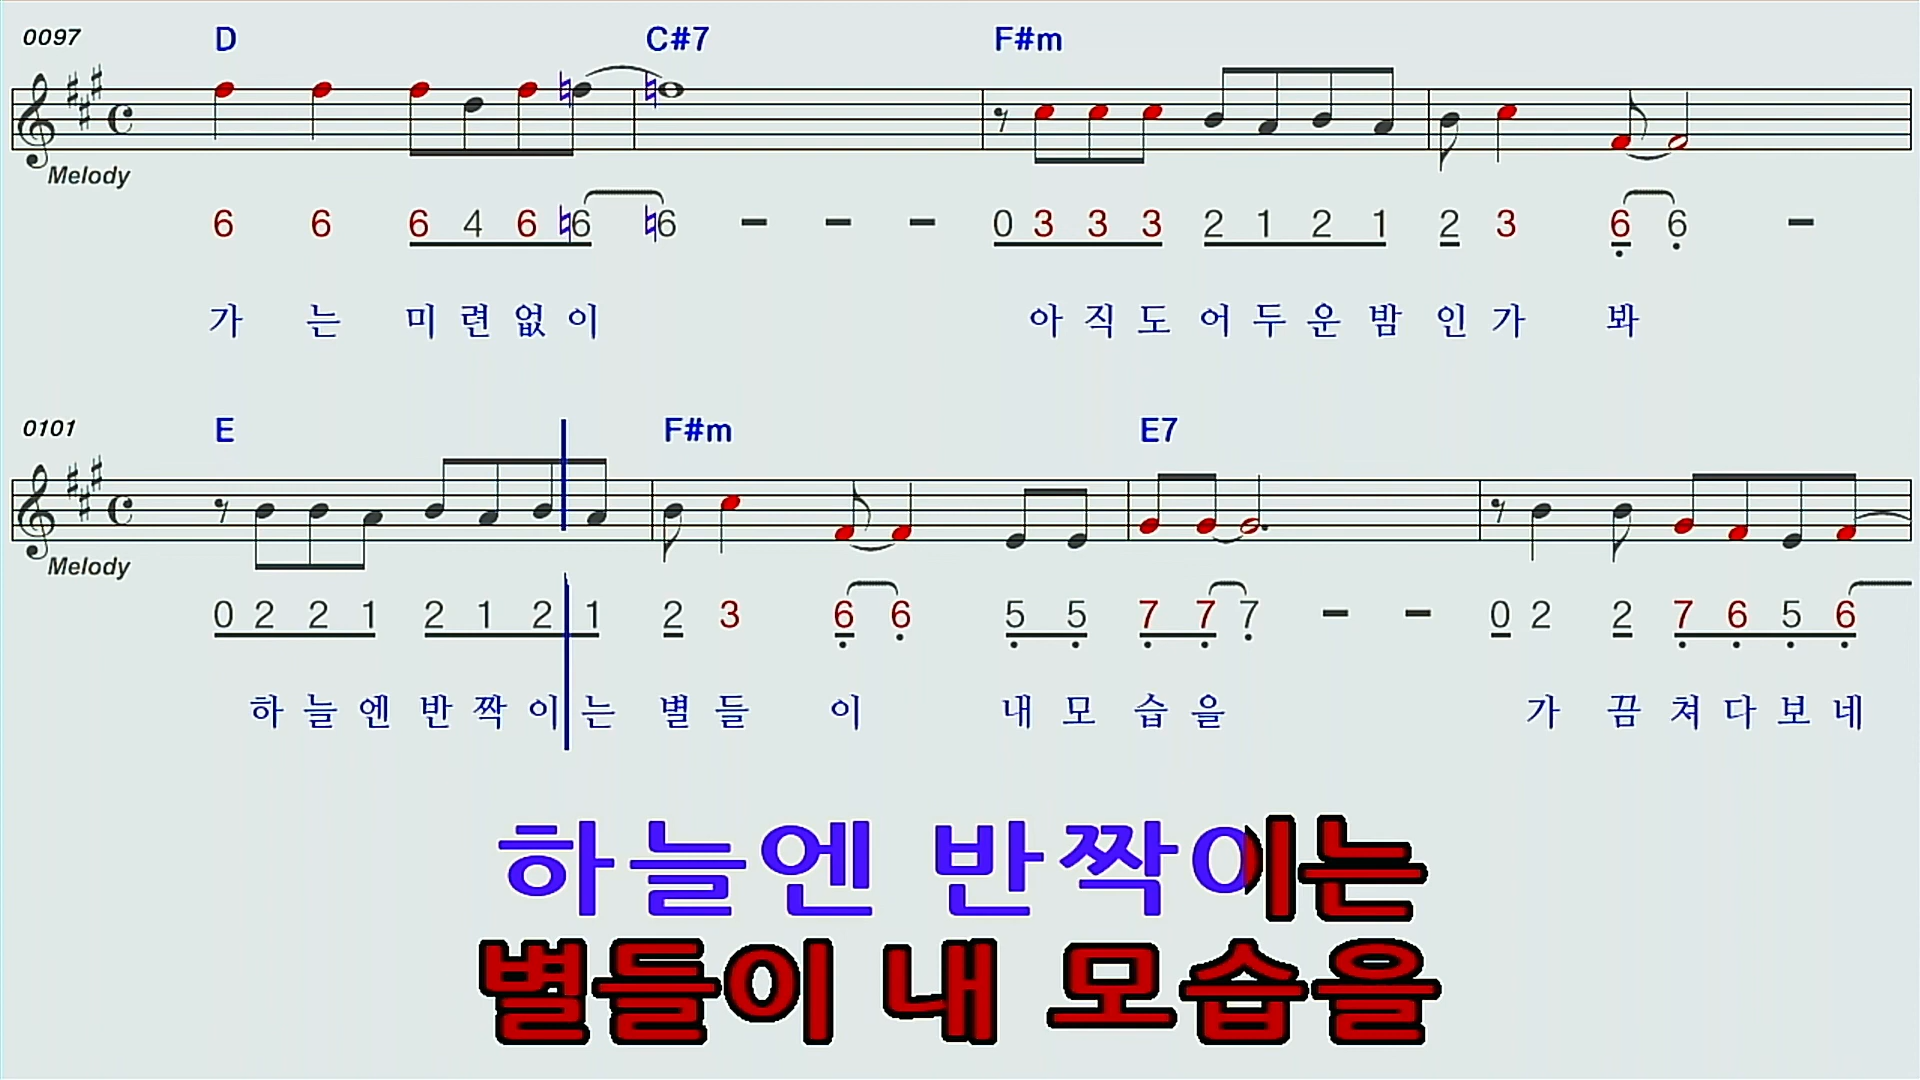 0097 D C#7 F#m
Melody
6 6 6 4 6 ♮6 ♮6 - - - 0 3 3 3 2 1 2 1 2 3 6 6 -
가 는 미 련 없 이 아 직 도 어 두 운 밤 인 가 봐
0101 E F#m E7
Melody
0 2 2 1 2 1 2 1 2 3 6 6 5 5 7 7 7 - - 0 2 2 7 6 5 6
하 늘 엔 반 짝 이 는 별 들 이 내 모 습 을 가 끔 쳐 다 보 네
하늘엔 반짝이는
별들이 내 모습을